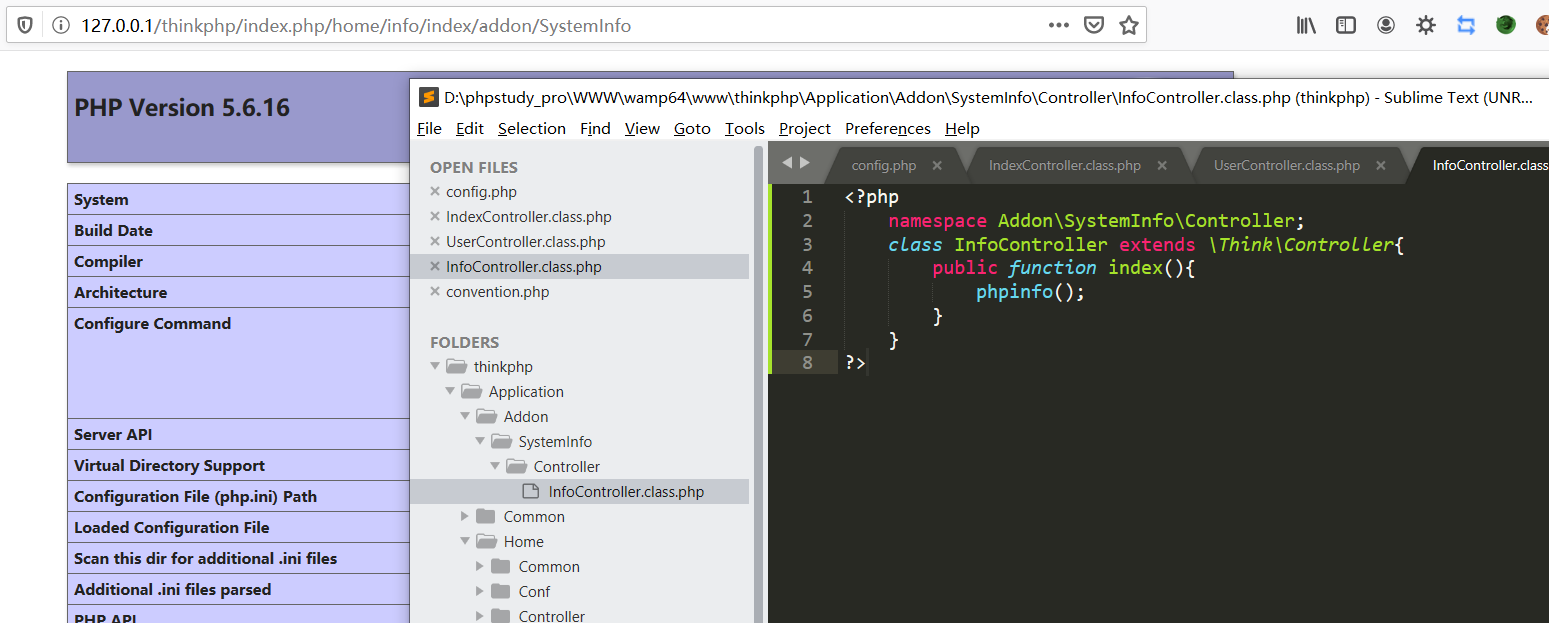 127.0.0.1/thinkphp/index.php/home/info/index/addon/SystemInfo
PHP Version 5.6.16
System
Build Date
Compiler
Architecture
Configure Command
Server API
Virtual Directory Support
Configuration File (php.ini) Path
Loaded Configuration File
Scan this dir for additional .ini files
Additional .ini files parsed
PHP API
D:\phpstudy_pro\WWW\wamp64\www\thinkphp\Application\Addon\SystemInfo\Controller\InfoController.class.php (thinkphp) - Sublime Text (UNR...
File Edit Selection Find View Goto Tools Project Preferences Help
OPEN FILES
config.php
IndexController.class.php
UserController.class.php
InfoController.class.php
convention.php
FOLDERS
thinkphp
Application
Addon
SystemInfo
Controller
InfoController.class.php
Common
Home
Common
Conf
Controller
config.php IndexController.class.php UserController.class.php InfoController.class
1 <?php
2 namespace Addon\SystemInfo\Controller;
3 class InfoController extends \Think\Controller{
4 public function index(){
5 phpinfo();
6 }
7 }
8 ?>